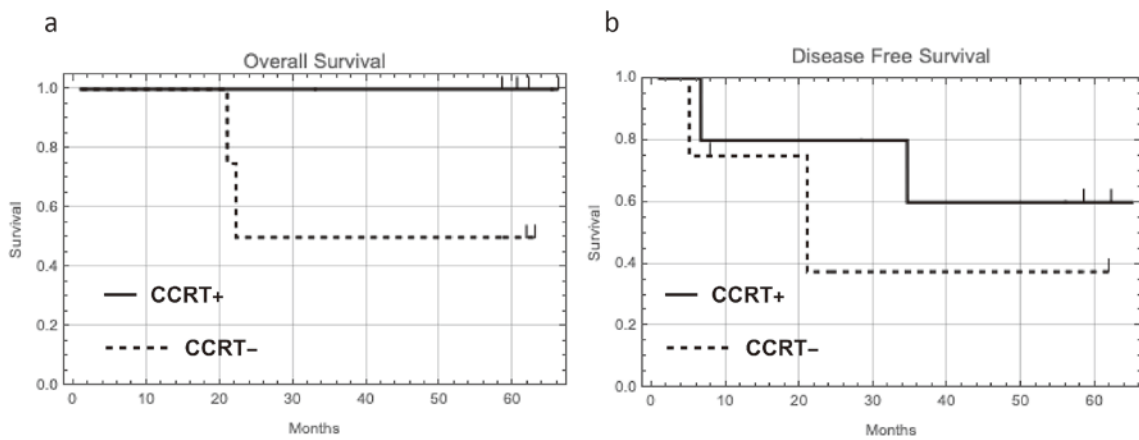 a
Overall Survival
1.0
0.8
0.6
0.4
0.2
0.0
Survival
CCRT+
CCRT–
0 10 20 30 40 50 60
Months
b
Disease Free Survival
1.0
0.8
0.6
0.4
0.2
0.0
Survival
CCRT+
CCRT–
0 10 20 30 40 50 60
Months